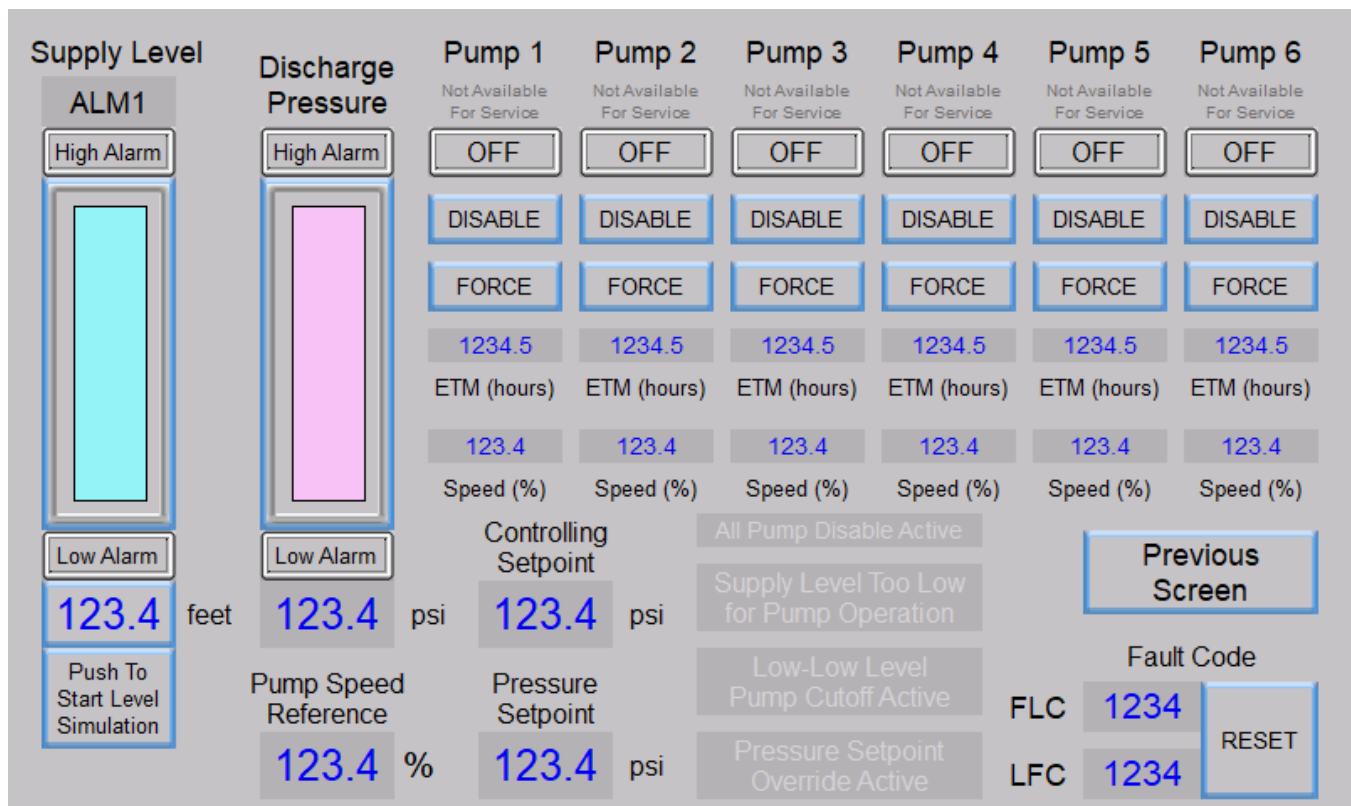 Supply Level
ALM1
High Alarm
Low Alarm
123.4 feet
Push To
Start Level
Simulation
Discharge
Pressure
High Alarm
Low Alarm
123.4 psi
Pump Speed
Reference
123.4 %
Pump 1 Pump 2 Pump 3 Pump 4 Pump 5 Pump 6
Not Available Not Available Not Available Not Available Not Available Not Available
For Service For Service For Service For Service For Service For Service
OFF OFF OFF OFF OFF OFF
DISABLE DISABLE DISABLE DISABLE DISABLE DISABLE
FORCE FORCE FORCE FORCE FORCE FORCE
1234.5 1234.5 1234.5 1234.5 1234.5 1234.5
ETM (hours) ETM (hours) ETM (hours) ETM (hours) ETM (hours) ETM (hours)
123.4 123.4 123.4 123.4 123.4 123.4
Speed (%) Speed (%) Speed (%) Speed (%) Speed (%) Speed (%)
Controlling
Setpoint
123.4 psi
Pressure
Setpoint
123.4 psi
All Pump Disable Active
Supply Level Too Low
for Pump Operation
Low-Low Level
Pump Cutoff Active
Pressure Setpoint
Override Active
Previous
Screen
Fault Code
FLC 1234
LFC 1234
RESET